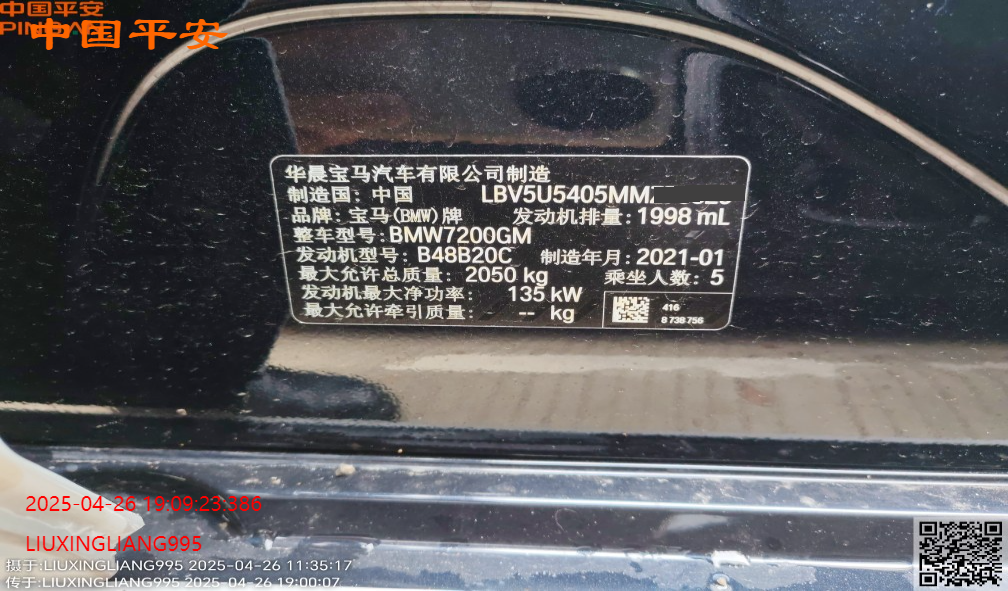 中国平安
PINGAN
中国平安
华晨宝马汽车有限公司制造
制造国: 中国 LBV5U5405MM
品牌: 宝马(BMW)牌 发动机排量: 1998 mL
整车型号: BMW7200GM
发动机型号: B48B20C 制造年月: 2021-01
最大允许总质量: 2050 kg 乘坐人数: 5
发动机最大净功率: 135 kW
最大允许牵引质量: -- kg
416
8 738 756
2025-04-26 19:09:23:386
LIUXINGLIANG995
摄于:LIUXINGLIANG995 2025-04-26 11:35:17
传于:LIUXINGLIANG995 2025-04-26 19:00:07